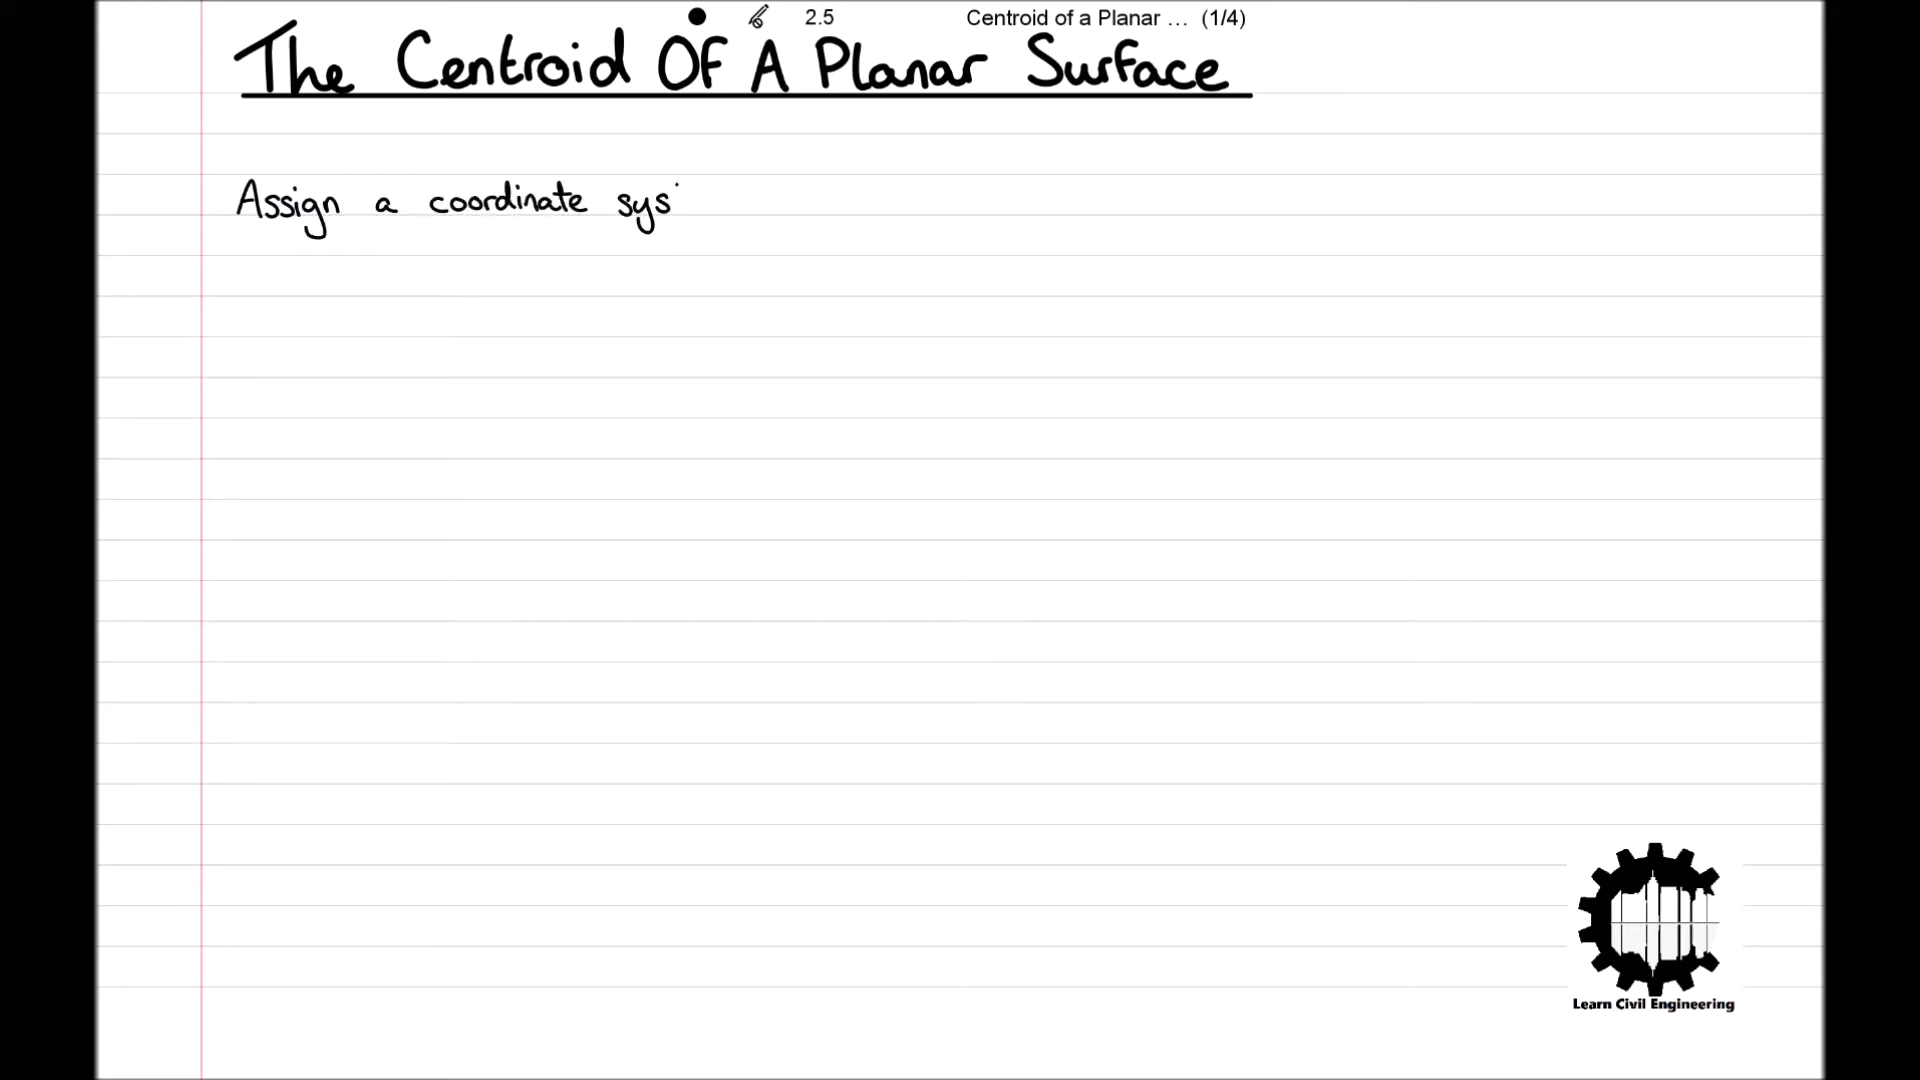 2.5 Centroid of a Planar ... (1/4)
The Centroid Of A Planar Surface
Assign a coordinate sys
Learn Civil Engineering